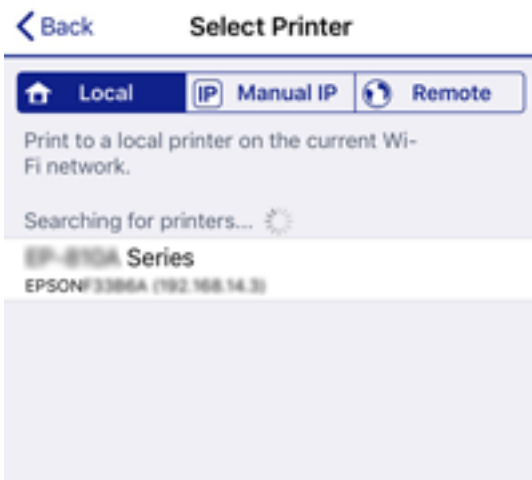 Back
Select Printer
Local
IP Manual IP
Remote
Print to a local printer on the current Wi-
Fi network.
Searching for printers...
Series
EPSON